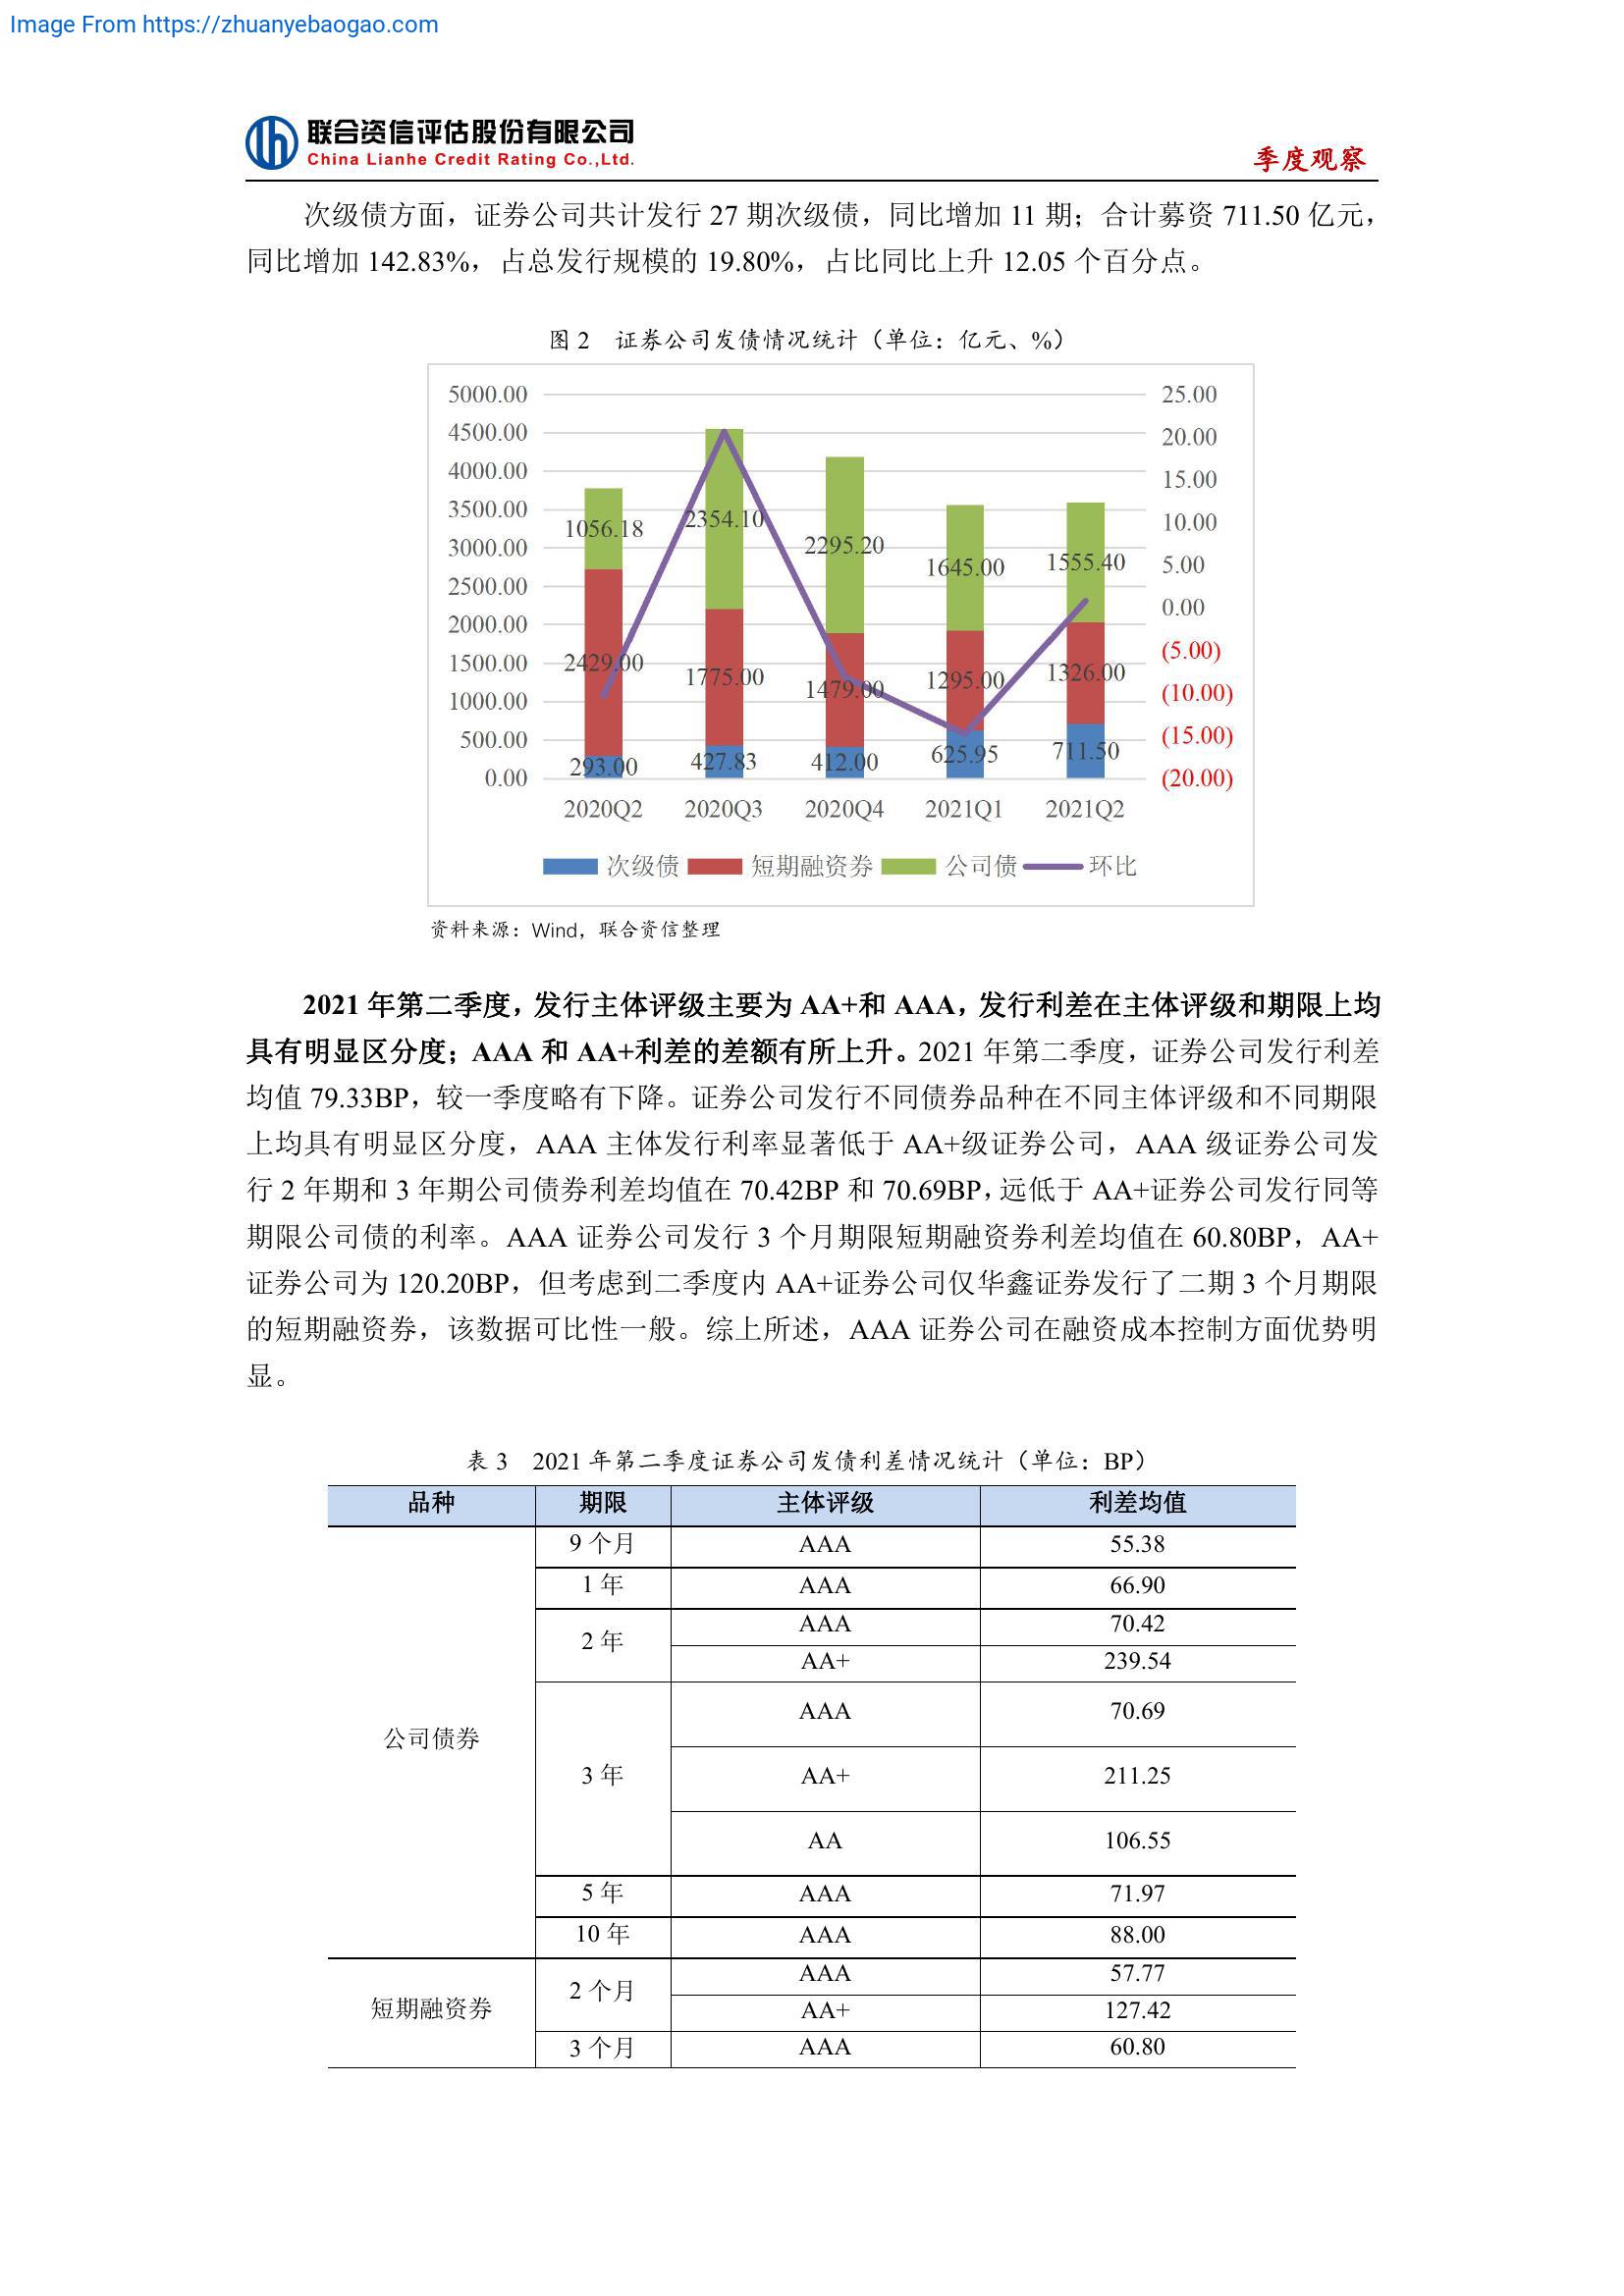 Image From https://zhuanyebaogao.com
联合资信评估股份有限公司
China Lianhe Credit Rating Co.,Ltd.
季度观察
次级债方面，证券公司共计发行 27 期次级债，同比增加 11 期；合计募资 711.50 亿元，
同比增加 142.83%，占总发行规模的 19.80%，占比同比上升 12.05 个百分点。
图 2　证券公司发债情况统计（单位：亿元、%）
5000.00 25.00
4500.00 20.00
4000.00 15.00
3500.00 10.00
3000.00 5.00
2500.00 0.00
2000.00 (5.00)
1500.00 (10.00)
1000.00 (15.00)
500.00 (20.00)
0.00
1056.18 2354.10 2295.20 1645.00 1555.40
2429.00 1775.00 1479.00 1295.00 1326.00
293.00 427.83 412.00 625.95 711.50
2020Q2 2020Q3 2020Q4 2021Q1 2021Q2
次级债 短期融资券 公司债 环比
资料来源：Wind，联合资信整理
2021 年第二季度，发行主体评级主要为 AA+和 AAA，发行利差在主体评级和期限上均
具有明显区分度；AAA 和 AA+利差的差额有所上升。2021 年第二季度，证券公司发行利差
均值 79.33BP，较一季度略有下降。证券公司发行不同债券品种在不同主体评级和不同期限
上均具有明显区分度，AAA 主体发行利率显著低于 AA+级证券公司，AAA 级证券公司发
行 2 年期和 3 年期公司债券利差均值在 70.42BP 和 70.69BP，远低于 AA+证券公司发行同等
期限公司债的利率。AAA 证券公司发行 3 个月期限短期融资券利差均值在 60.80BP，AA+
证券公司为 120.20BP，但考虑到二季度内 AA+证券公司仅华鑫证券发行了二期 3 个月期限
的短期融资券，该数据可比性一般。综上所述，AAA 证券公司在融资成本控制方面优势明
显。
表 3　2021 年第二季度证券公司发债利差情况统计（单位：BP）
品种 期限 主体评级 利差均值
9 个月 AAA 55.38
1 年 AAA 66.90
2 年 AAA 70.42
AA+ 239.54
公司债券 3 年 AAA 70.69
AA+ 211.25
AA 106.55
5 年 AAA 71.97
10 年 AAA 88.00
短期融资券 2 个月 AAA 57.77
AA+ 127.42
3 个月 AAA 60.80